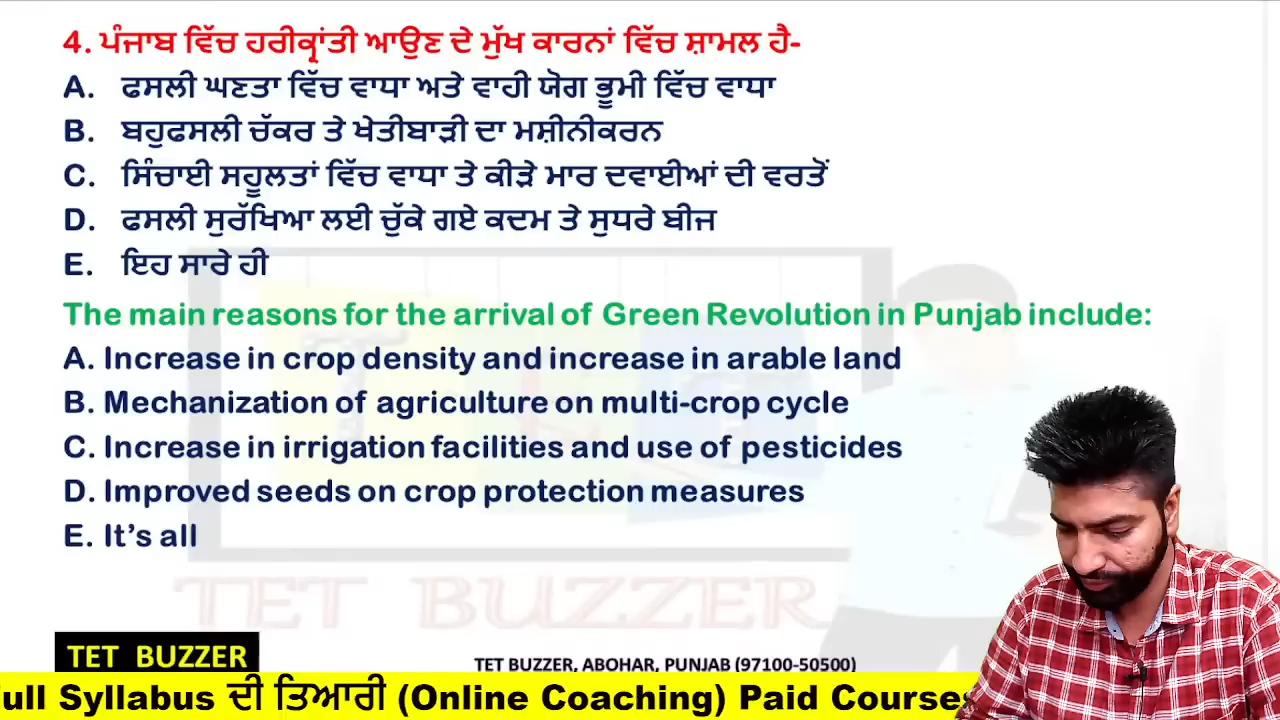 4. ਪੰਜਾਬ ਵਿੱਚ ਹਰੀਕ੍ਰਾਂਤੀ ਆਉਣ ਦੇ ਮੁੱਖ ਕਾਰਨਾਂ ਵਿੱਚ ਸ਼ਾਮਲ ਹੈ-
A. ਫਸਲੀ ਘਣਤਾ ਵਿੱਚ ਵਾਧਾ ਅਤੇ ਵਾਹੀ ਯੋਗ ਭੂਮੀ ਵਿੱਚ ਵਾਧਾ
B. ਬਹੁਫਸਲੀ ਚੱਕਰ ਤੇ ਖੇਤੀਬਾੜੀ ਦਾ ਮਸ਼ੀਨੀਕਰਨ
C. ਸਿੰਚਾਈ ਸਹੂਲਤਾਂ ਵਿੱਚ ਵਾਧਾ ਤੇ ਕੀੜੇ ਮਾਰ ਦਵਾਈਆਂ ਦੀ ਵਰਤੋਂ
D. ਫਸਲੀ ਸੁਰੱਖਿਆ ਲਈ ਚੁੱਕੇ ਗਏ ਕਦਮ ਤੇ ਸੁਧਰੇ ਬੀਜ
E. ਇਹ ਸਾਰੇ ਹੀ
The main reasons for the arrival of Green Revolution in Punjab include:
A. Increase in crop density and increase in arable land
B. Mechanization of agriculture on multi-crop cycle
C. Increase in irrigation facilities and use of pesticides
D. Improved seeds on crop protection measures
E. It's all
TET BUZZER
TET BUZZER
TET BUZZER, ABOHAR, PUNJAB (97100-50500)
ull Syllabus ਦੀ ਤਿਆਰੀ (Online Coaching) Paid Courses